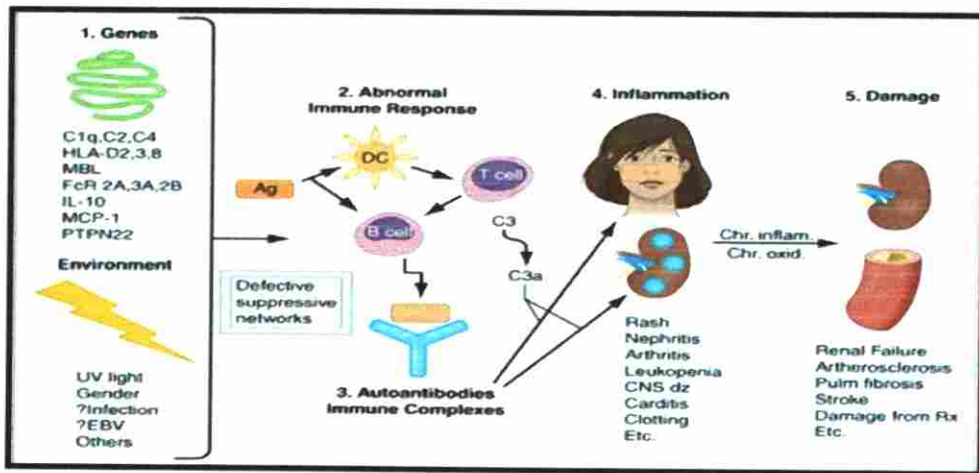 1. Genes
C1q,C2,C4
HLA-D2,3,8
MBL
FcR 2A,3A,2B
IL-10
MCP-1
PTPN22
Environment
UV light
Gender
?Infection
?EBV
Others
2. Abnormal
Immune Response
DC
Ag
T cell
B cell
C3
C3a
Defective
suppressive
networks
3. Autoantibodies
Immune Complexes
4. Inflammation
Rash
Nephritis
Arthritis
Leukopenia
CNS dz
Carditis
Clotting
Etc.
Chr. inflam.
Chr. oxid.
5. Damage
Renal Failure
Artherosclerosis
Pulm fibrosis
Stroke
Damage from Rx
Etc.